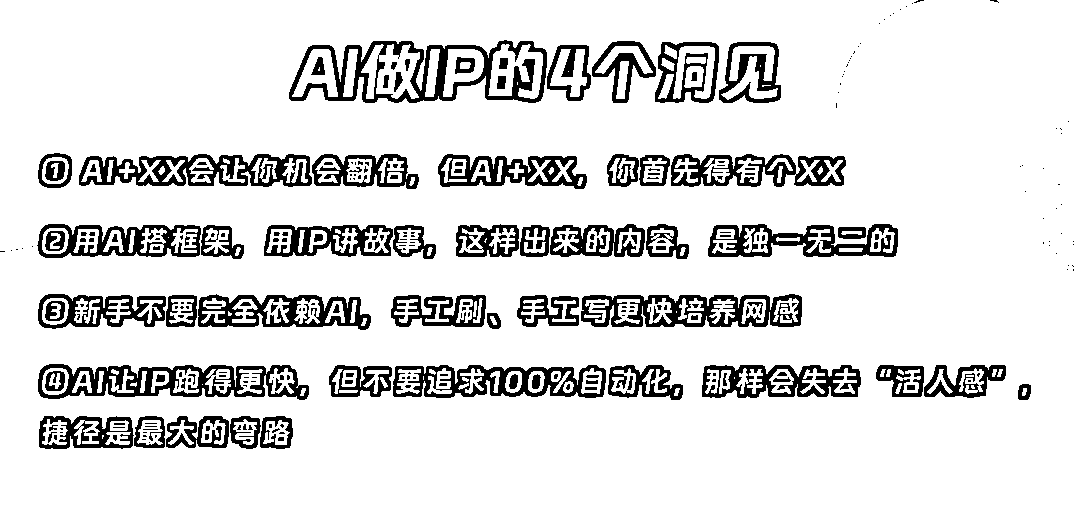 AI做IP的4个洞见
① AI+XX会让你机会翻倍，但AI+XX，你首先得有个XX
②用AI搭框架，用IP讲故事，这样出来的内容，是独一无二的
③新手不要完全依赖AI，手工刷、手工写更快培养网感
④AI让IP跑得更快，但不要追求100%自动化，那样会失去“活人感”，
捷径是最大的弯路